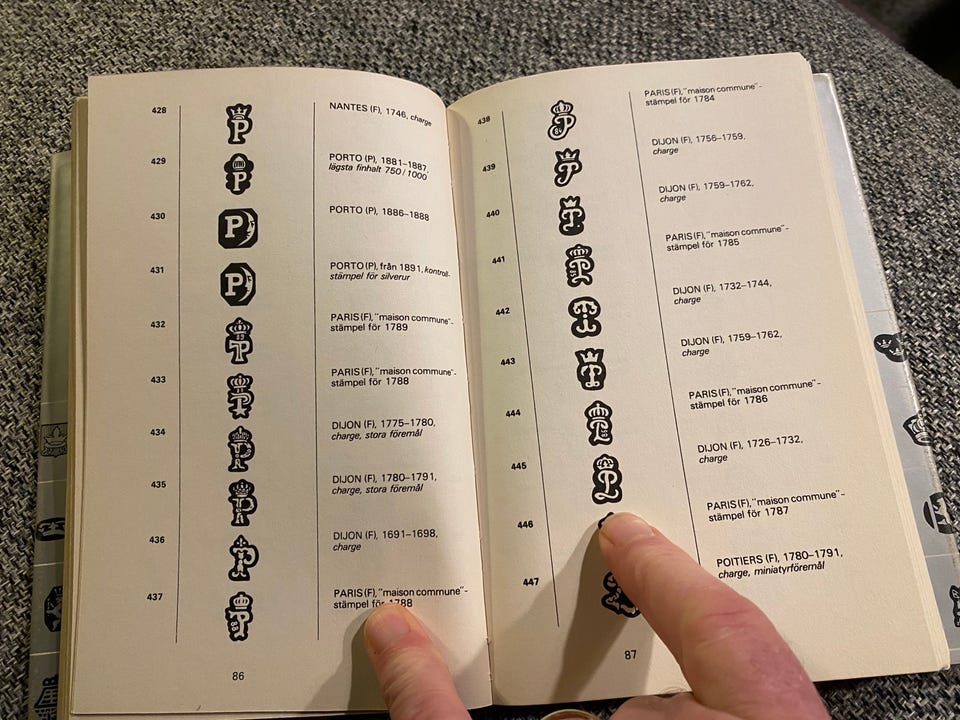 428
NANTES (F), 1746, charge
429
PORTO (P), 1881–1887,
lägsta finhalt 750/1000
430
PORTO (P), 1886–1888
431
PORTO (P), från 1891, kontroll-
stämpel för silverur
432
PARIS (F), "maison commune"-
stämpel för 1789
433
PARIS (F), "maison commune"-
stämpel för 1788
434
DIJON (F), 1775–1780,
charge, stora föremål
435
DIJON (F), 1780–1791,
charge, stora föremål
436
DIJON (F), 1691–1698,
charge
437
PARIS (F), "maison commune"-
stämpel för 1788
86
438
PARIS (F), "maison commune"-
stämpel för 1784
439
DIJON (F), 1756–1759,
charge
440
DIJON (F), 1759–1762,
charge
441
PARIS (F), "maison commune"-
stämpel för 1785
442
DIJON (F), 1732–1744,
charge
443
DIJON (F), 1759–1762,
charge
444
PARIS (F), "maison commune"-
stämpel för 1786
445
DIJON (F), 1726–1732,
charge
446
PARIS (F), "maison commune"-
stämpel för 1787
447
POITIERS (F), 1780–1791,
charge, miniatyrföremål
87